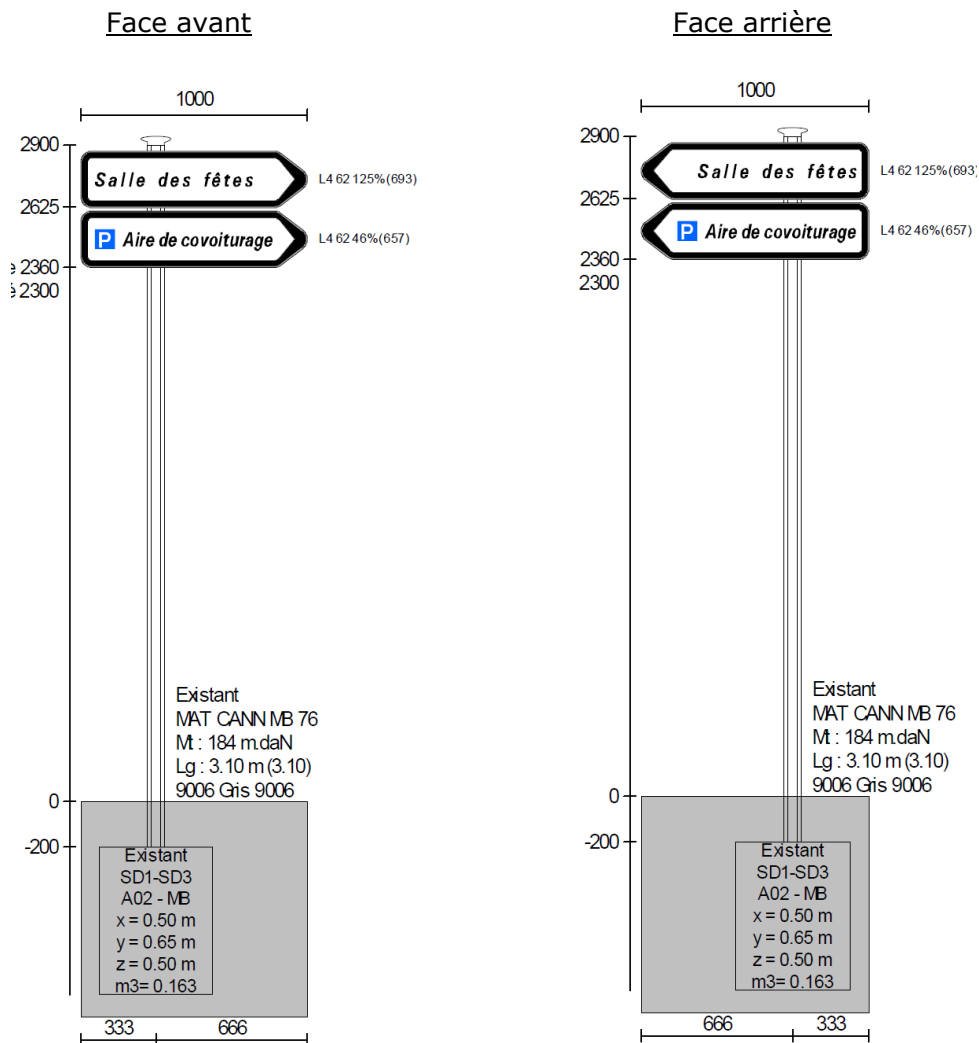 Face avant
1000
2900
2625
2360
2300
Salle des fêtes
L4 62 125%(693)
P Aire de covoiturage
L4 62 46%(657)
Existant
MAT CANN MB 76
Mt : 184 m.daN
Lg : 3.10 m (3.10)
9006 Gris 9006
0
-200
Existant
SD1-SD3
A02 - MB
x = 0.50 m
y = 0.65 m
z = 0.50 m
m3= 0.163
333
666
Face arrière
1000
2900
2625
2360
2300
Salle des fêtes
L4 62 125%(693)
P Aire de covoiturage
L4 62 46%(657)
Existant
MAT CANN MB 76
Mt : 184 m.daN
Lg : 3.10 m (3.10)
9006 Gris 9006
0
-200
Existant
SD1-SD3
A02 - MB
x = 0.50 m
y = 0.65 m
z = 0.50 m
m3= 0.163
666
333